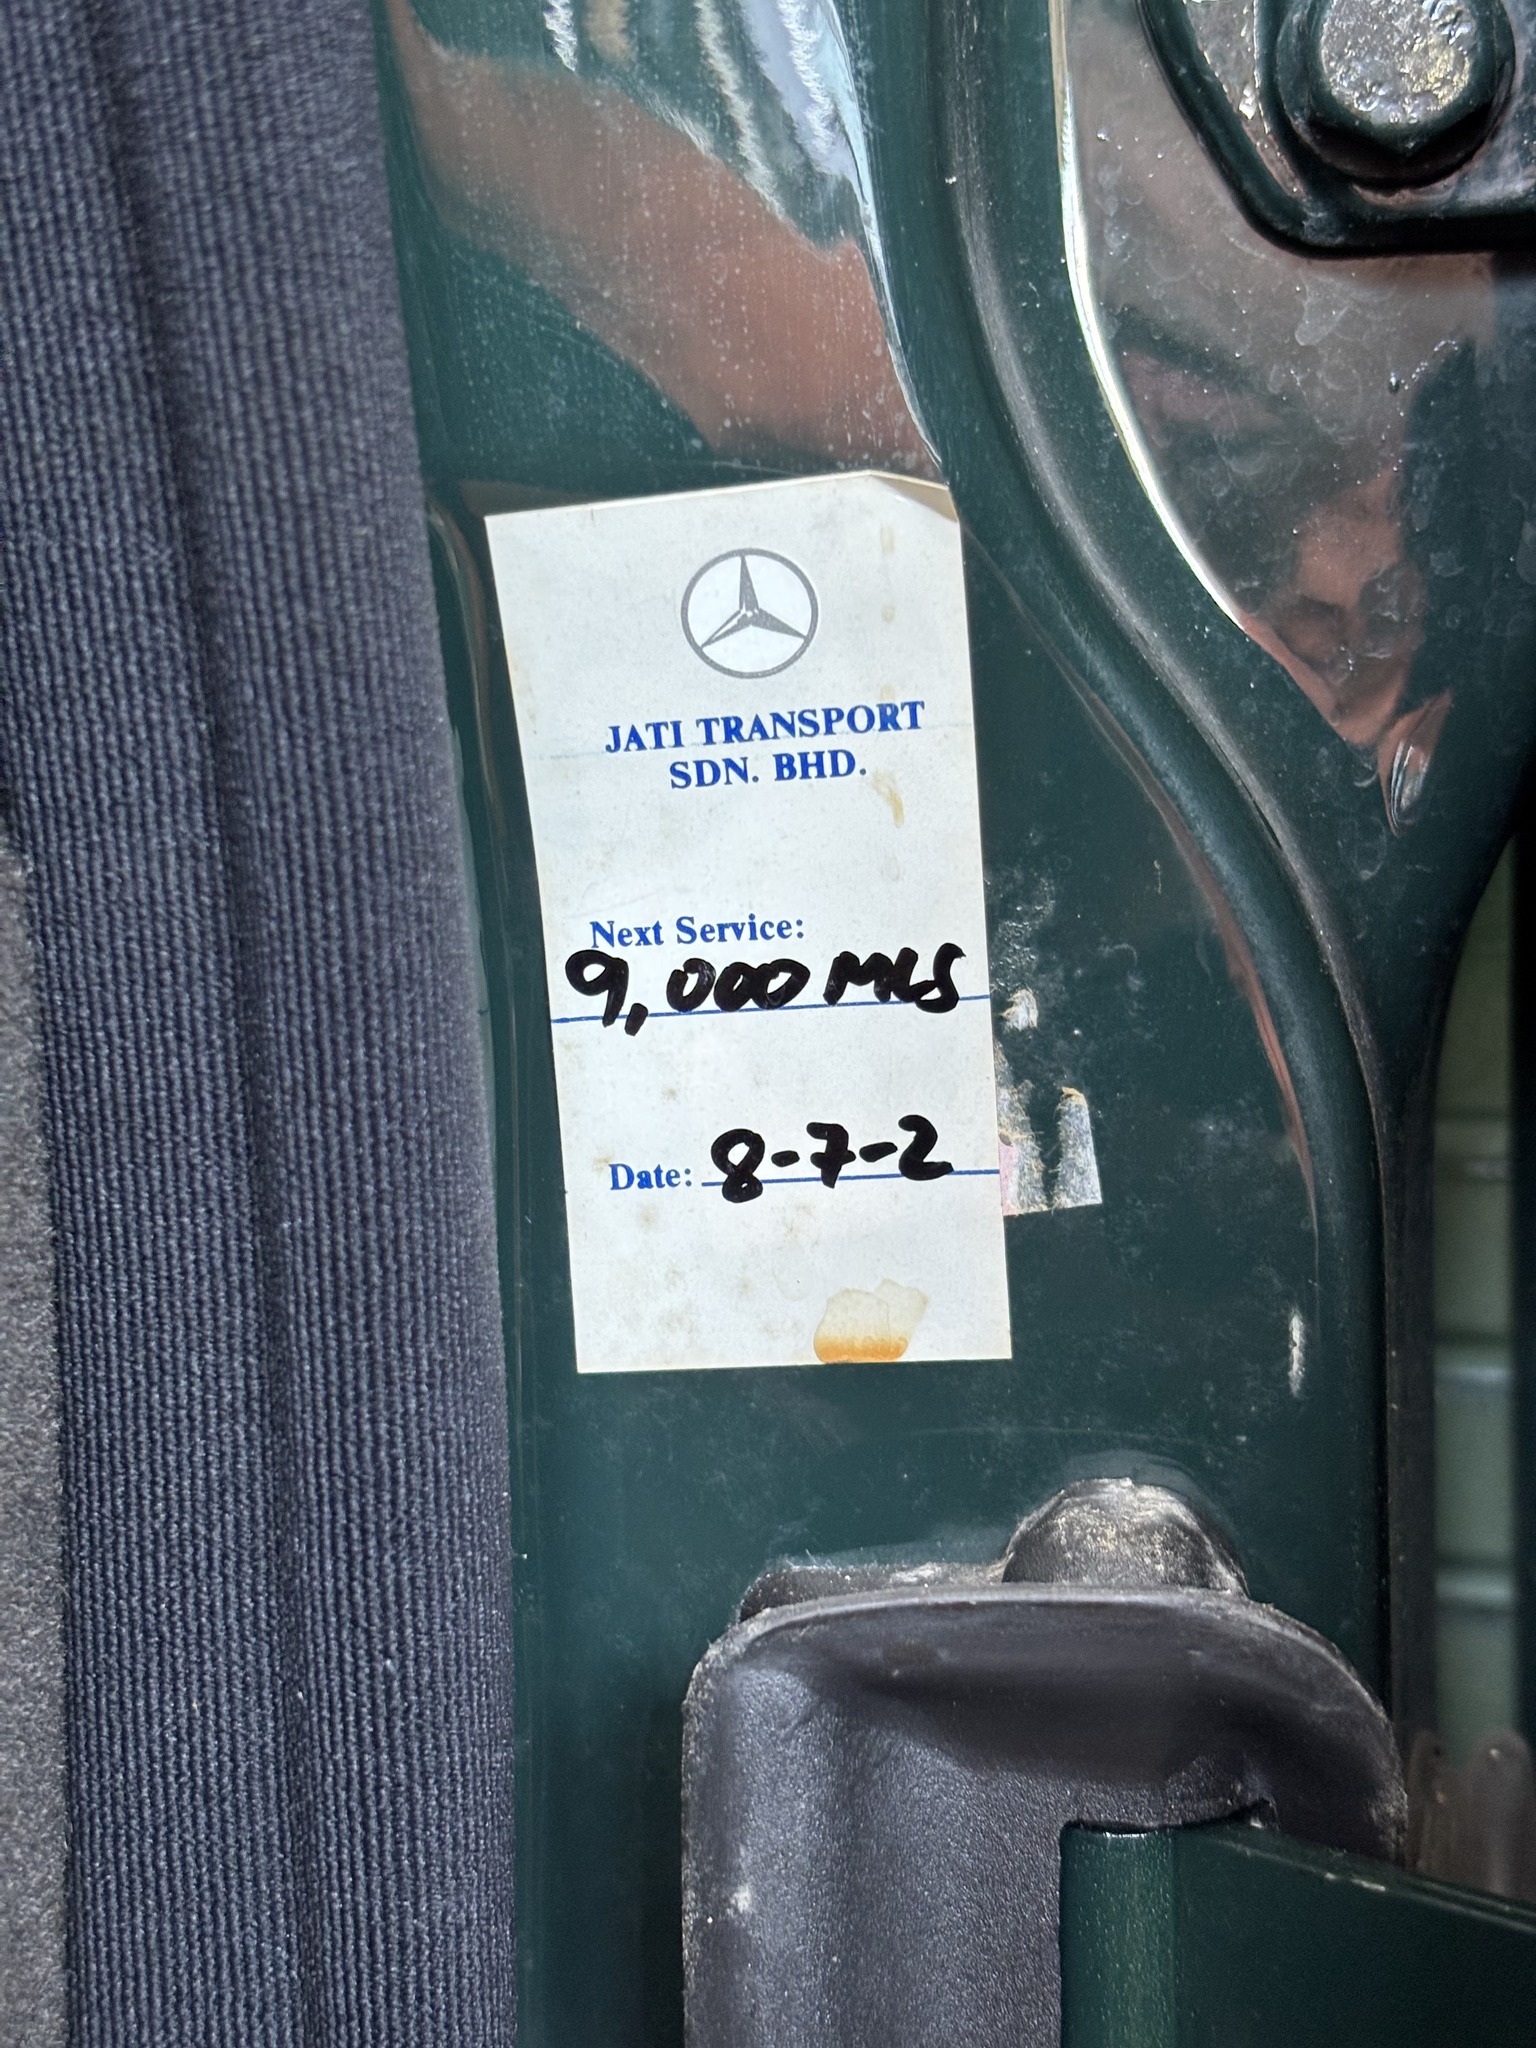 JATI TRANSPORT
SDN. BHD.
Next Service:
9,000 MLS
Date: 8-7-2